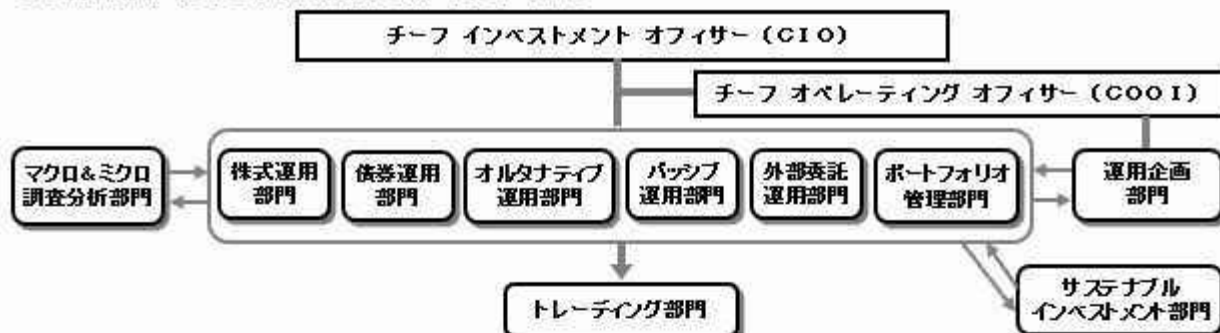 チーフ インベストメント オフィサー (CIO)
チーフ オペレーティング オフィサー (COOI)
マクロ&ミクロ
調査分析部門
株式運用
部門
債券運用
部門
オルタナティブ
運用部門
パッシブ
運用部門
外部委託
運用部門
ポートフォリオ
管理部門
運用企画
部門
トレーディング部門
サステナブル
インベストメント部門